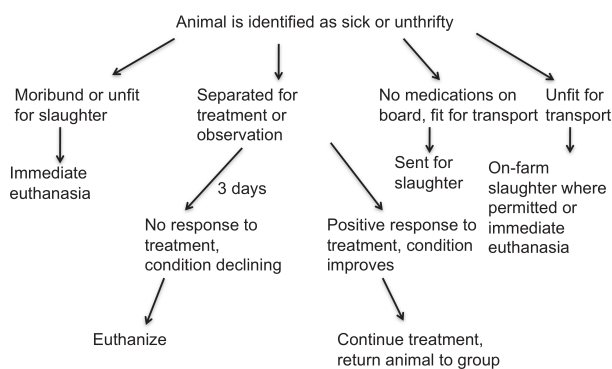 Animal is identified as sick or unthrifty
Moribund or unfit
for slaughter
Separated for
treatment or
observation
No medications on
board, fit for transport
Unfit for
transport
Immediate
euthanasia
Sent for
slaughter
On-farm
slaughter where
permitted or
immediate
euthanasia
3 days
No response to
treatment,
condition declining
Positive response to
treatment, condition
improves
Euthanize
Continue treatment,
return animal to group